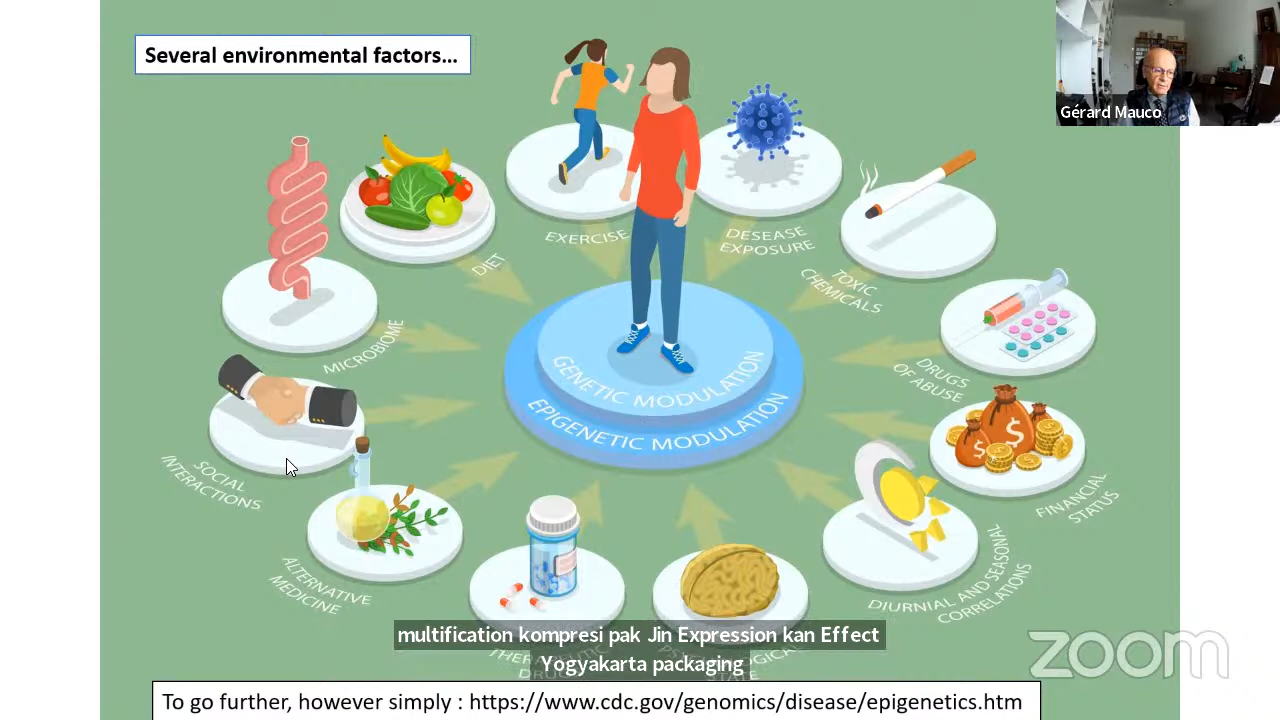 Several environmental factors...
Gérard Mauco
EXERCISE
DESEASE
EXPOSURE
DIET
TOXIC
CHEMICALS
MICROBIOME
DRUGS
OF ABUSE
GENETIC MODULATION
EPIGENETIC MODULATION
SOCIAL
INTERACTIONS
FINANCIAL
STATUS
ALTERNATIVE
MEDICINE
DIURNIAL AND SEASONAL
CORRELATIONS
multification kompresi pak Jin Expression kan Effect
Yogyakarta packaging
zoom
To go further, however simply : https://www.cdc.gov/genomics/disease/epigenetics.htm